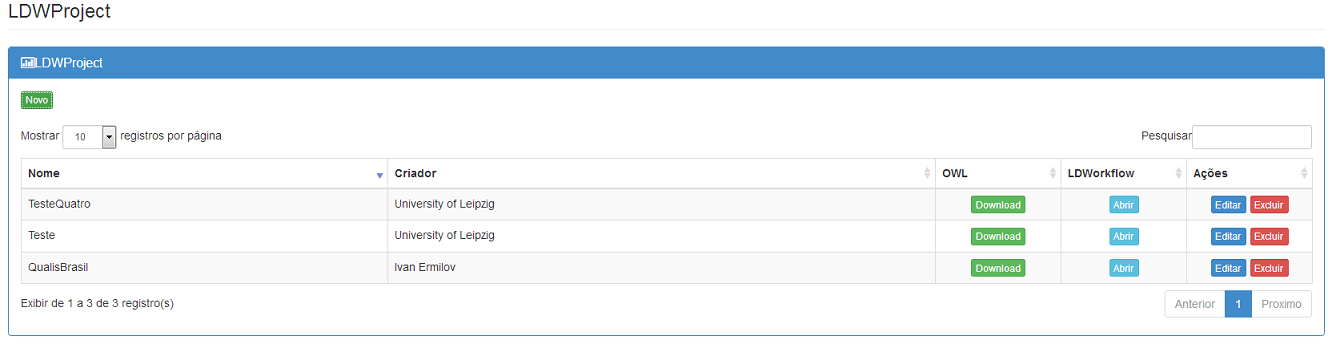 LDWProject
LDWProject
Novo
Mostrar 10 registros por página Pesquisar
Nome Criador OWL LDWorkflow Ações
TesteQuatro University of Leipzig Download Abrir Editar Excluir
Teste University of Leipzig Download Abrir Editar Excluir
QualisBrasil Ivan Ermilov Download Abrir Editar Excluir
Exibir de 1 a 3 de 3 registro(s) Anterior 1 Proximo